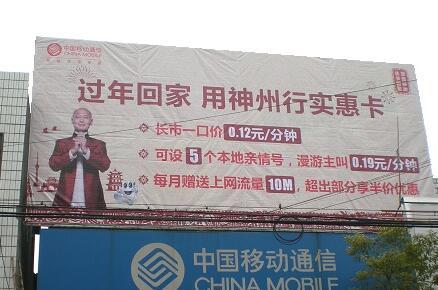 中国移动通信
CHINA MOBILE
过年回家 用神州行实惠卡
长市一口价 0.12元/分钟
可设5个本地亲情号，漫游主叫0.19元/分钟
每月赠送上网流量10M，超出部分享半价优惠
中国移动通信
CHINA MOBILE